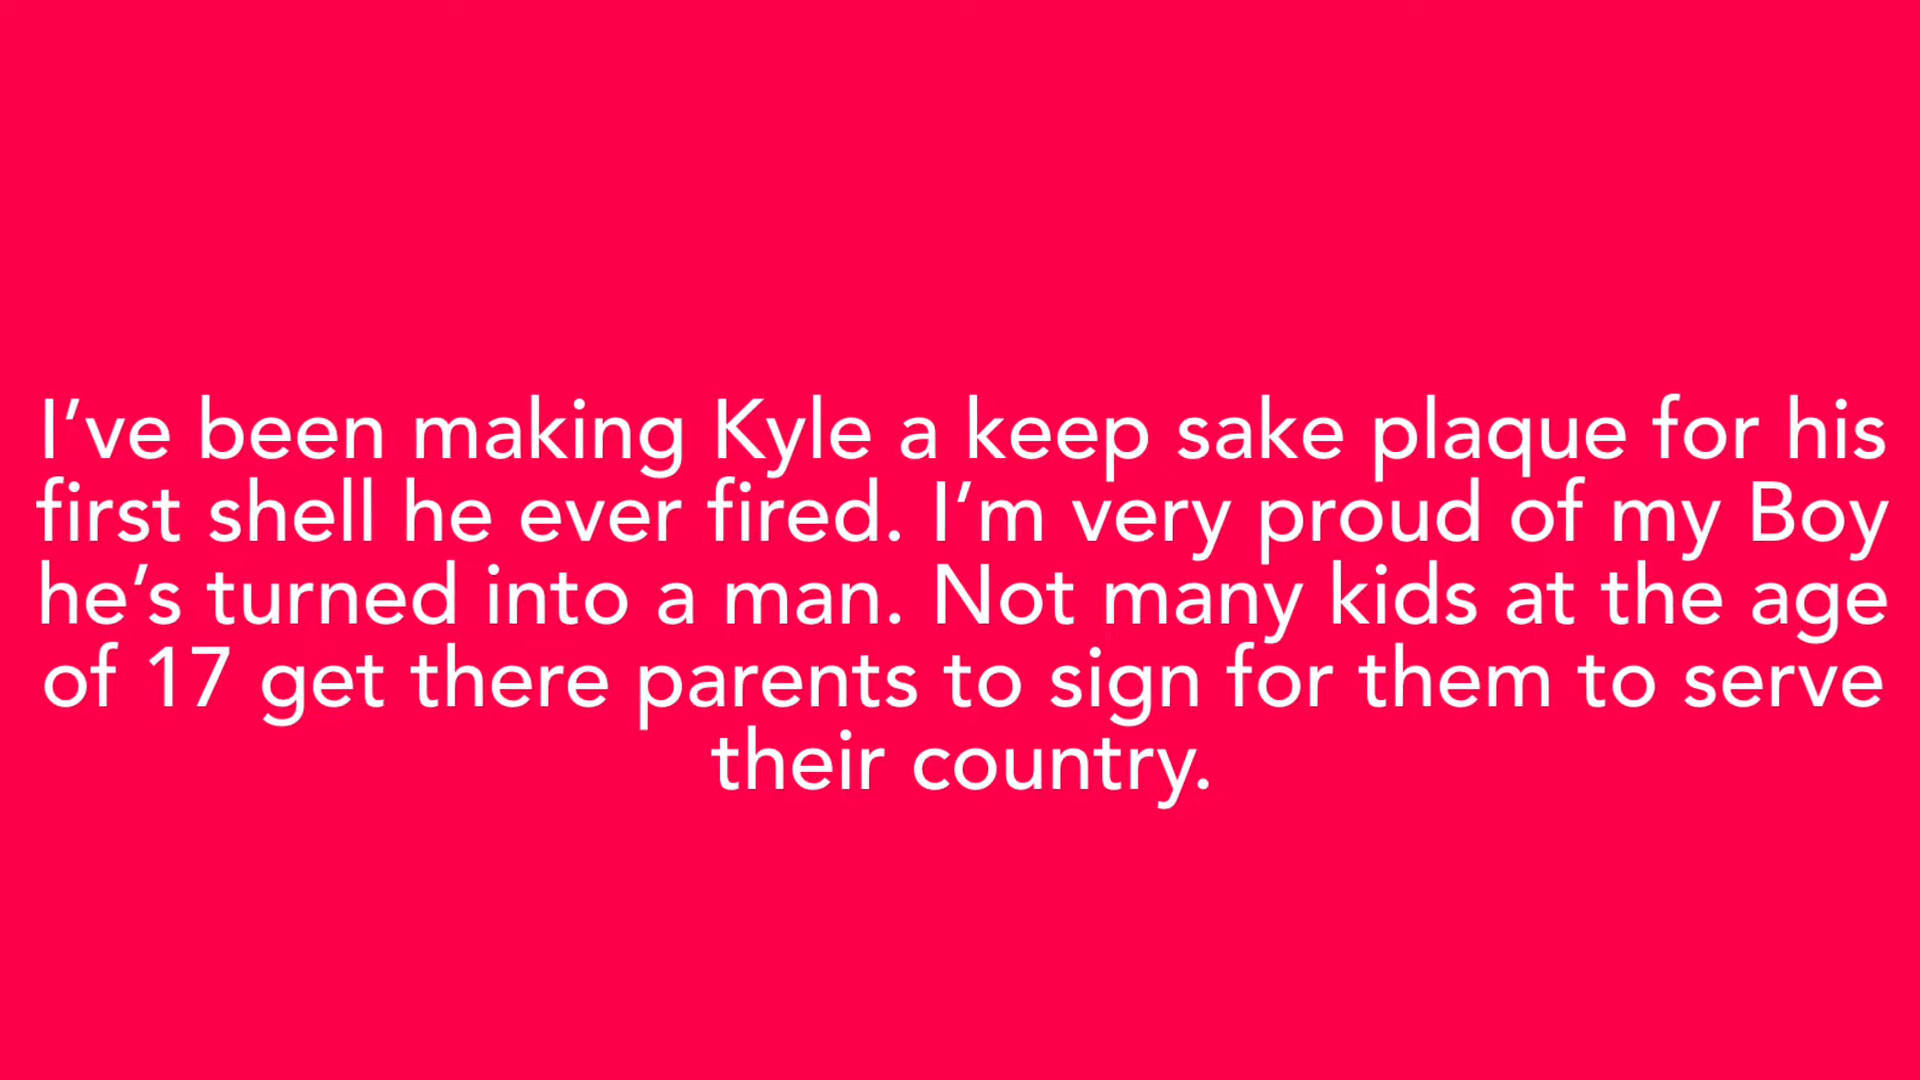 I’ve been making Kyle a keep sake plaque for his
first shell he ever fired. I’m very proud of my Boy
he’s turned into a man. Not many kids at the age
of 17 get there parents to sign for them to serve
their country.